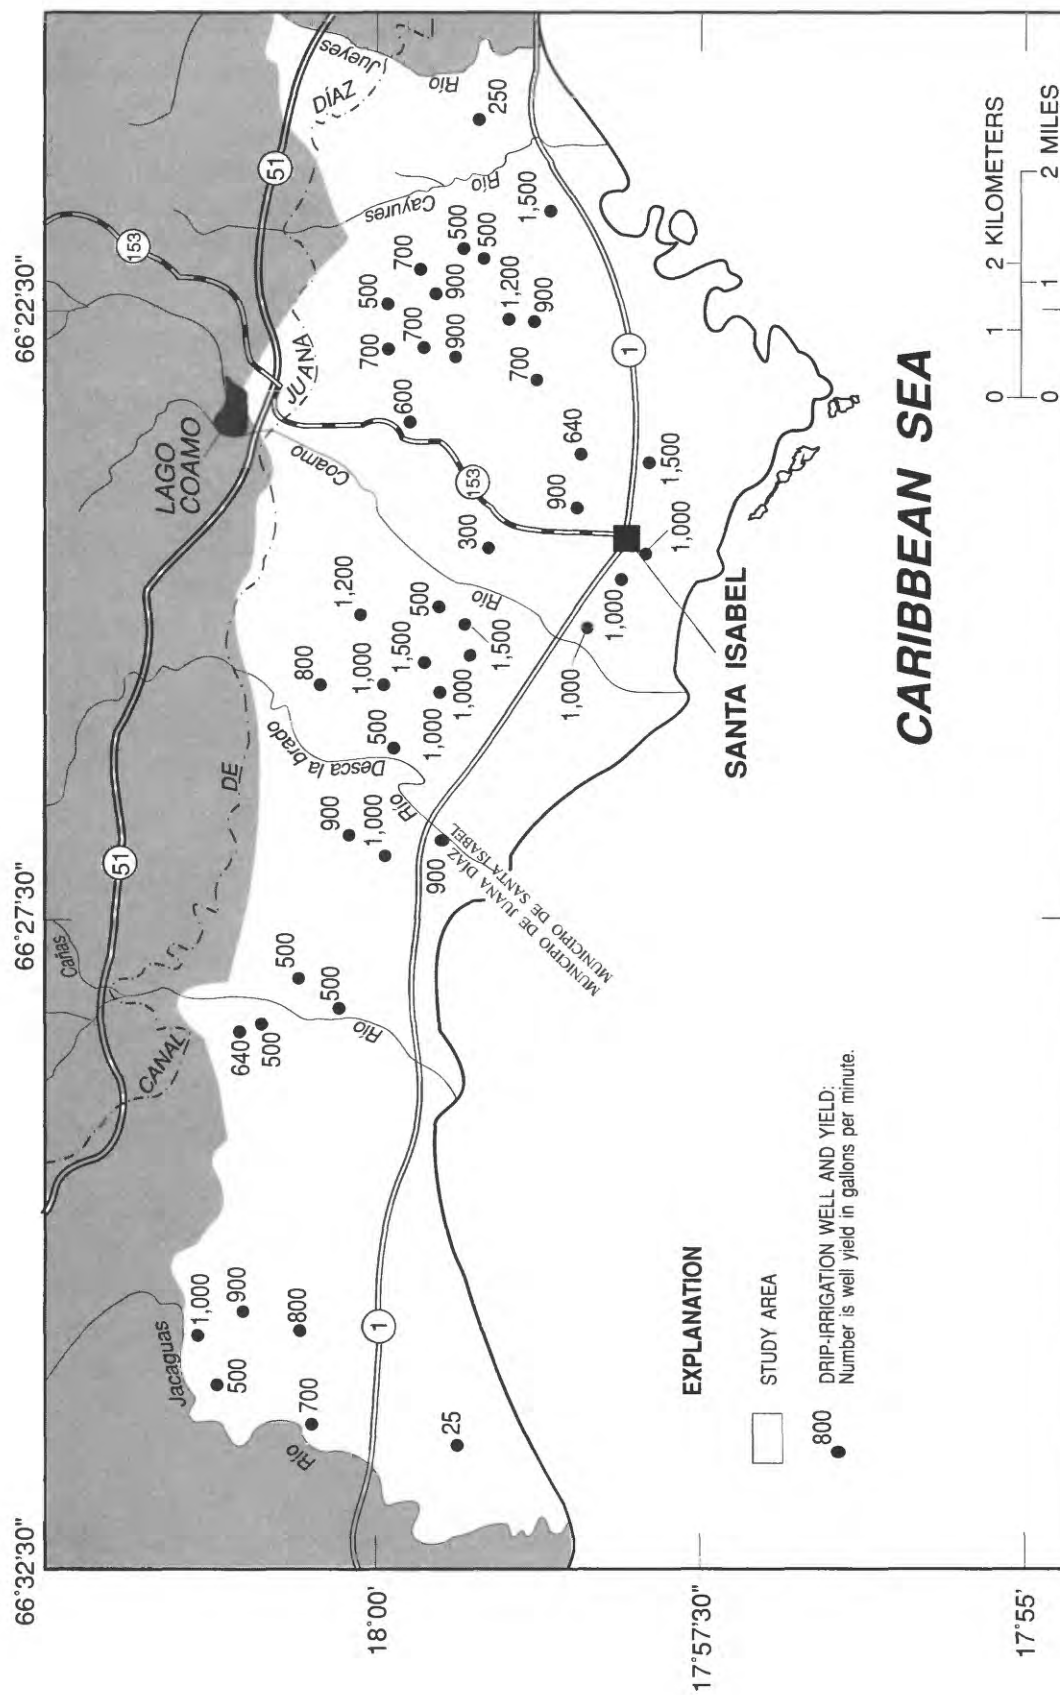 66°32'30"
66°27'30"
66°22'30"
18°00'
17°57'30"
17°55'
Jacaguas
Río
1,000
900
500
800
700
25
1
CANAL
Cañas
51
640
500
500
500
Río
DE
900
1,000
900
Río
Desca la brado
MUNICIPIO DE JUANA DÍAZ
MUNICIPIO DE SANTA ISABEL
500
800
1,200
1,000
1,500
500
1,000
1,000
1,500
Río
Coamo
LAGO
COAMO
JUANA
153
51
153
300
600
700
500
700
700
900
900
500
500
1,200
900
700
1,500
250
Cayures
Río
DÍAZ
Jueyes
Río
900
640
1,500
1
1,000
1,000
1,000
SANTA ISABEL
CARIBBEAN SEA
EXPLANATION
STUDY AREA
800
DRIP-IRRIGATION WELL AND YIELD:
Number is well yield in gallons per minute.
0 1 2 KILOMETERS
0 1 2 MILES